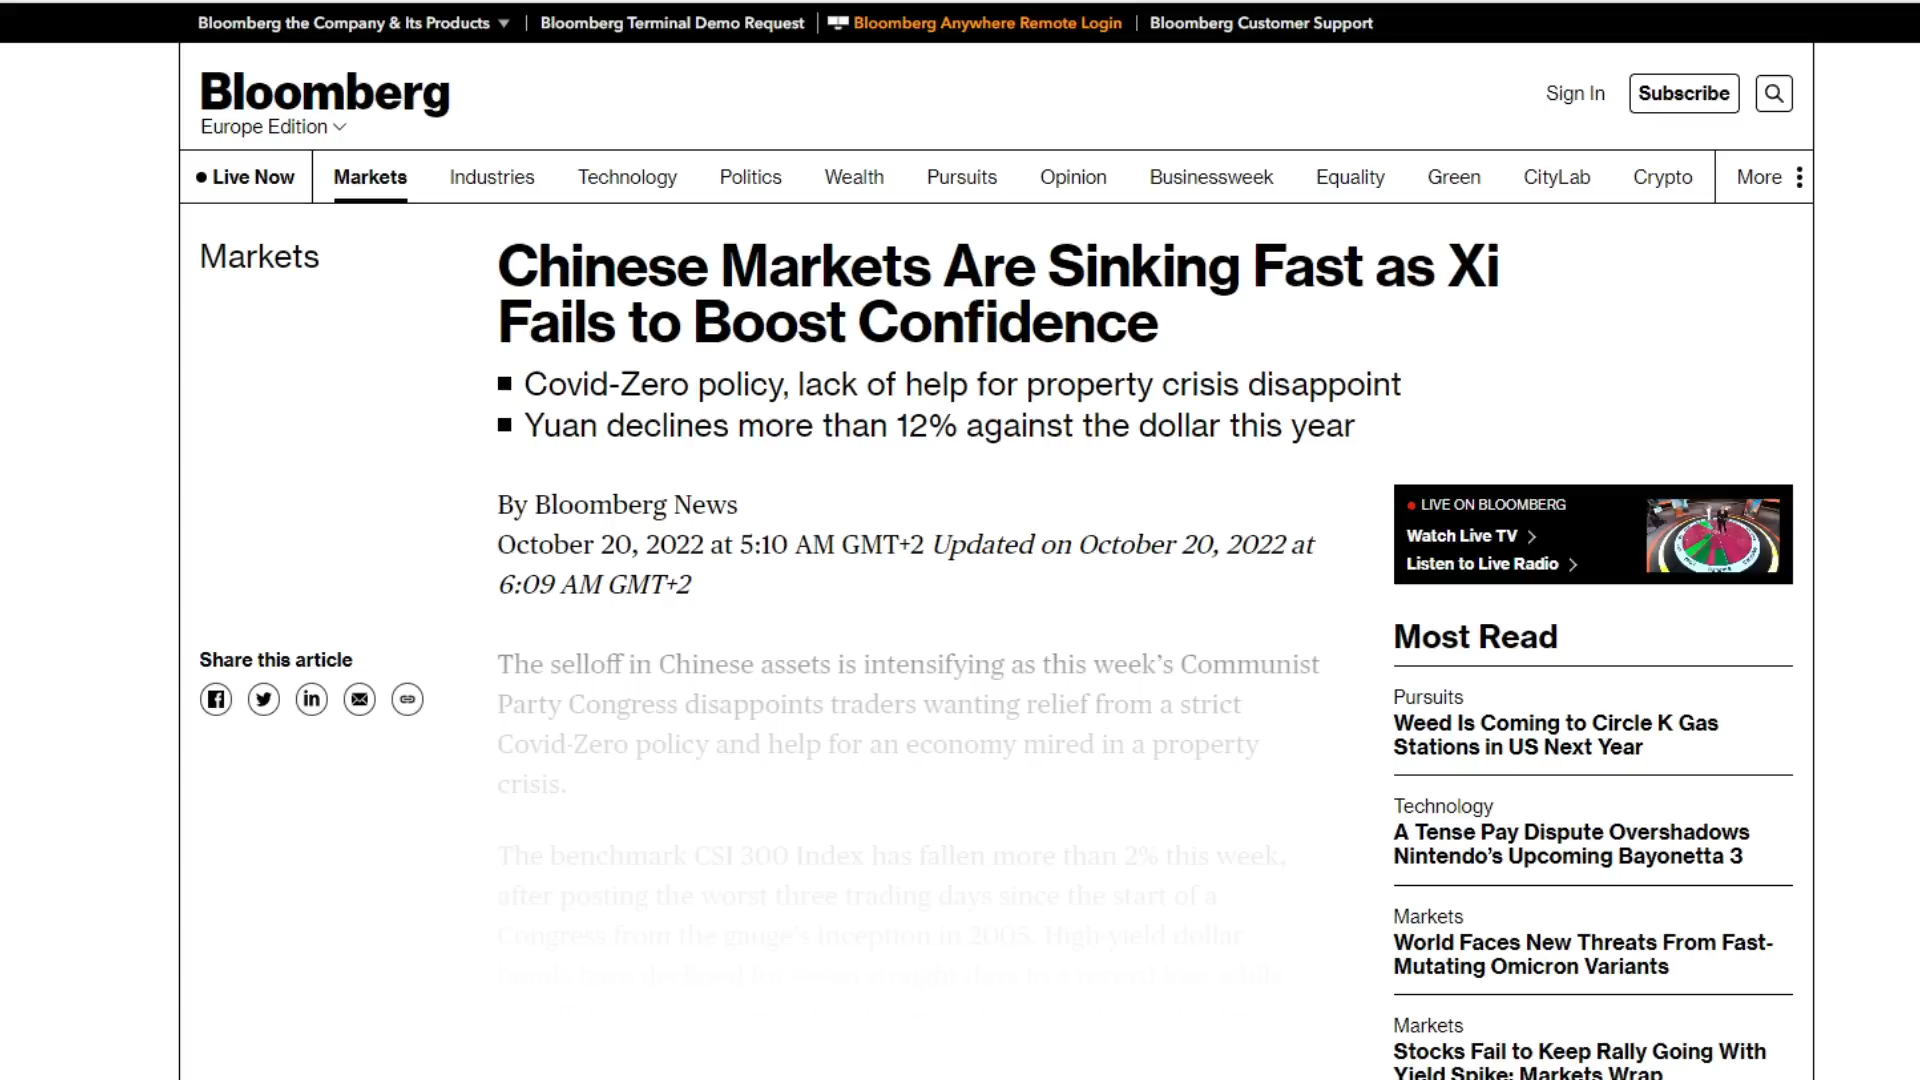 Bloomberg the Company & Its Products
Bloomberg Terminal Demo Request
Bloomberg Anywhere Remote Login
Bloomberg Customer Support
Bloomberg
Europe Edition
Sign In
Subscribe
Live Now
Markets
Industries
Technology
Politics
Wealth
Pursuits
Opinion
Businessweek
Equality
Green
CityLab
Crypto
More
Markets
Chinese Markets Are Sinking Fast as Xi
Fails to Boost Confidence
Covid-Zero policy, lack of help for property crisis disappoint
Yuan declines more than 12% against the dollar this year
By Bloomberg News
October 20, 2022 at 5:10 AM GMT+2 Updated on October 20, 2022 at
6:09 AM GMT+2
Share this article
The selloff in Chinese assets is intensifying as this week's Communist
Party Congress disappoints traders wanting relief from a strict
Covid-Zero policy and help for an economy mired in a property
crisis.
The benchmark CSI 300 Index has fallen more than 2% this week,
after posting the worst three trading days since the start of a
Congress from the gauge's inception in 2005. High-yield dollar
LIVE ON BLOOMBERG
Watch Live TV
Listen to Live Radio
Most Read
Pursuits
Weed Is Coming to Circle K Gas
Stations in US Next Year
Technology
A Tense Pay Dispute Overshadows
Nintendo's Upcoming Bayonetta 3
Markets
World Faces New Threats From Fast-
Mutating Omicron Variants
Markets
Stocks Fail to Keep Rally Going With
Yield Spike: Markets Wrap